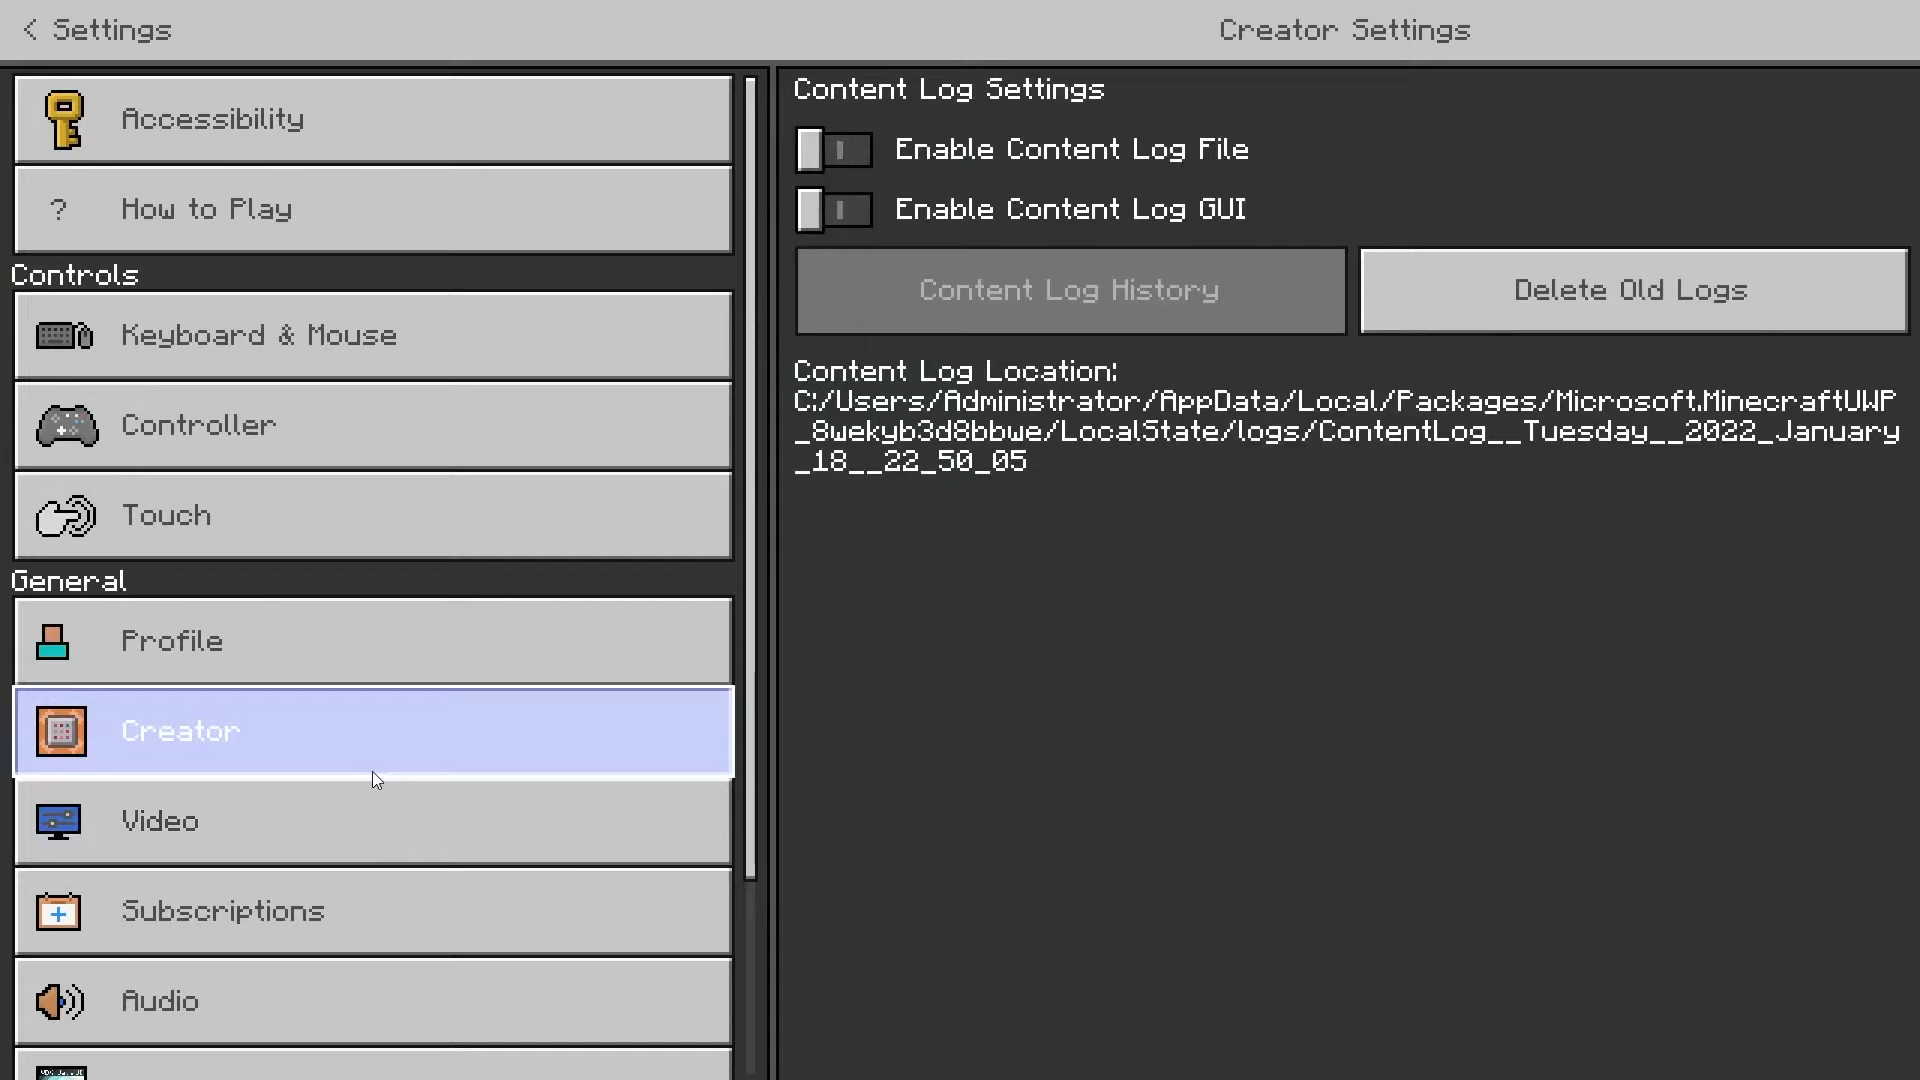 < Settings
Creator Settings
Accessibility
? How to Play
Controls
Keyboard & Mouse
Controller
Touch
General
Profile
Creator
Video
Subscriptions
Audio
Content Log Settings
Enable Content Log File
Enable Content Log GUI
Content Log History
Delete Old Logs
Content Log Location:
C:/Users/Administrator/AppData/Local/Packages/Microsoft.MinecraftUWP
_8wekyb3d8bbwe/LocalState/logs/ContentLog__Tuesday__2022_January
_18__22_50_05